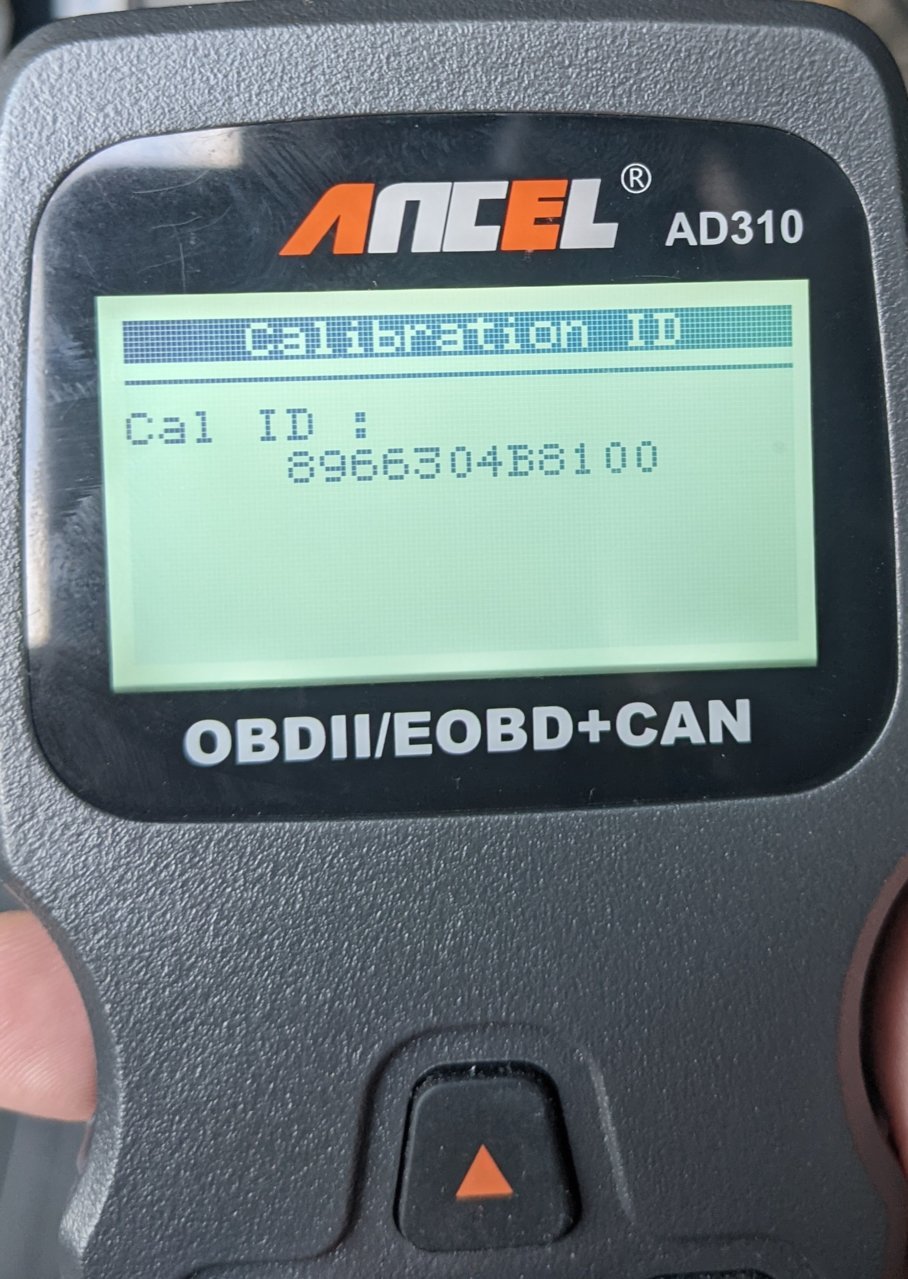 ANCEL®
AD310
Calibration ID
Cal ID :
8966304B8100
OBDII/EOBD+CAN